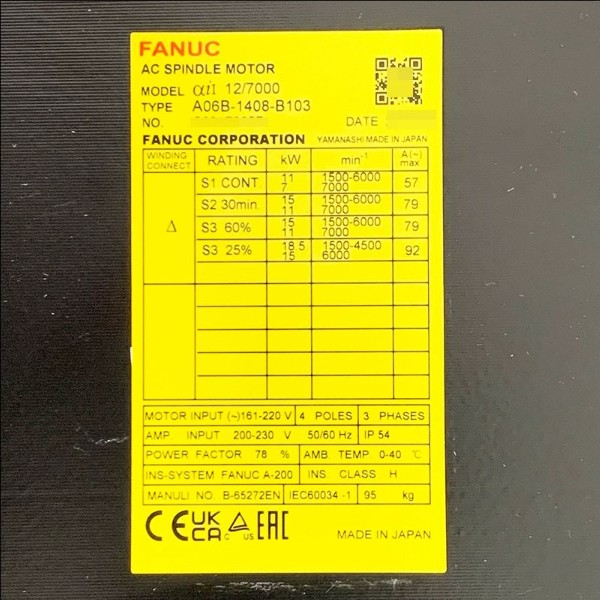 FANUC
AC SPINDLE MOTOR
MODEL αiI 12/7000
TYPE A06B-1408-B103
NO.
DATE
FANUC CORPORATION YAMANASHI MADE IN JAPAN
WINDING CONNECT RATING kW min⁻¹ A(~) max
Δ
S1 CONT. 11 7 1500-6000 7000 57
S2 30min. 15 11 1500-6000 7000 79
S3 60% 15 11 1500-6000 7000 79
S3 25% 18.5 15 1500-4500 6000 92
MOTOR INPUT (~)161-220 V 4 POLES 3 PHASES
AMP. INPUT 200-230 V 50/60 Hz IP 54
POWER FACTOR 78 % AMB TEMP 0-40 ℃
INS-SYSTEM FANUC A-200 INS CLASS H
MANULI NO. B-65272EN IEC60034-1 95 kg
CE UK CA C US EAC
MADE IN JAPAN